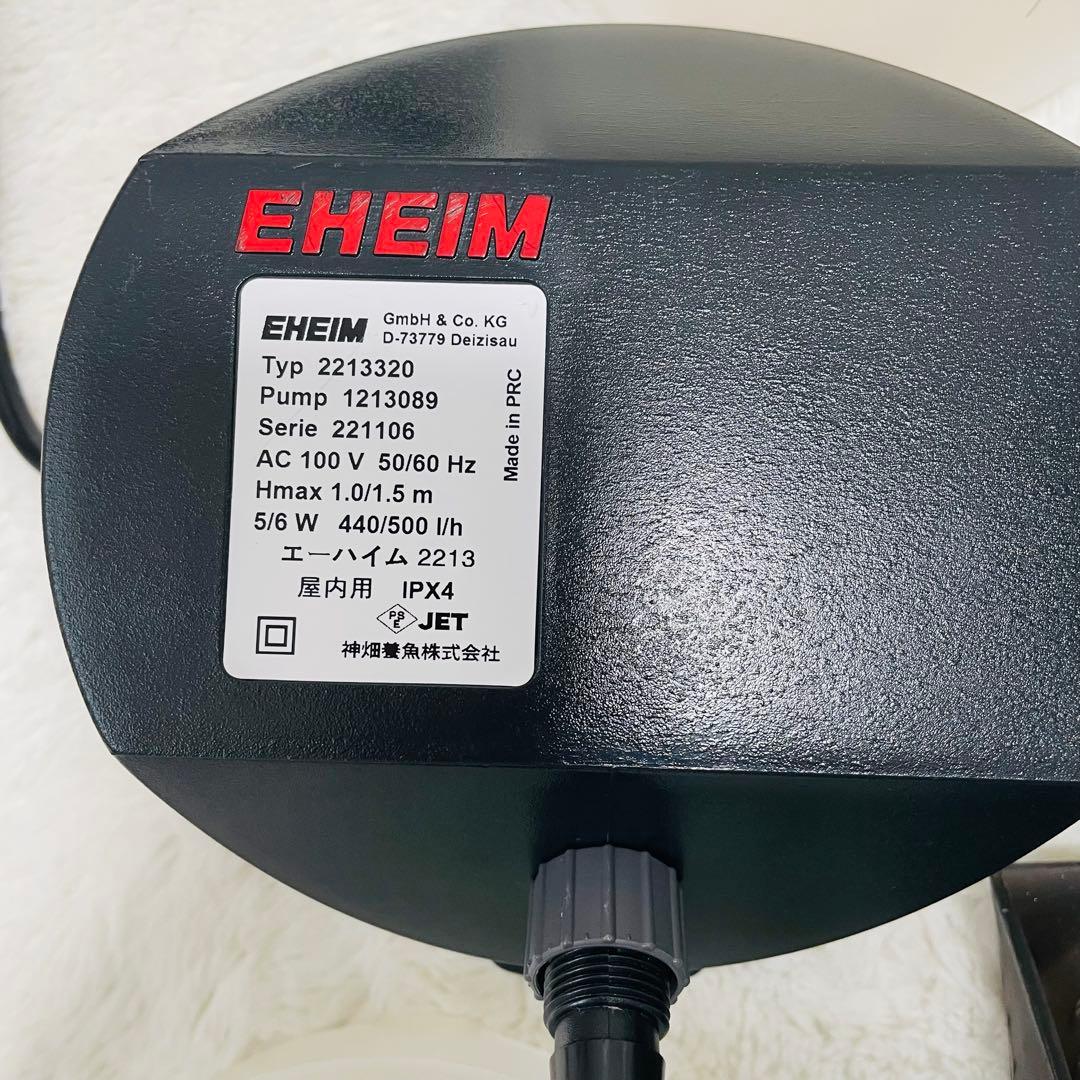 EHEIM
EHEIM GmbH & Co. KG
D-73779 Deizisau
Typ 2213320
Pump 1213089
Serie 221106
AC 100 V 50/60 Hz
Hmax 1.0/1.5 m
5/6 W 440/500 l/h
エーハイム 2213
屋内用 IPX4
PSE JET
神畑養魚株式会社
Made in PRC